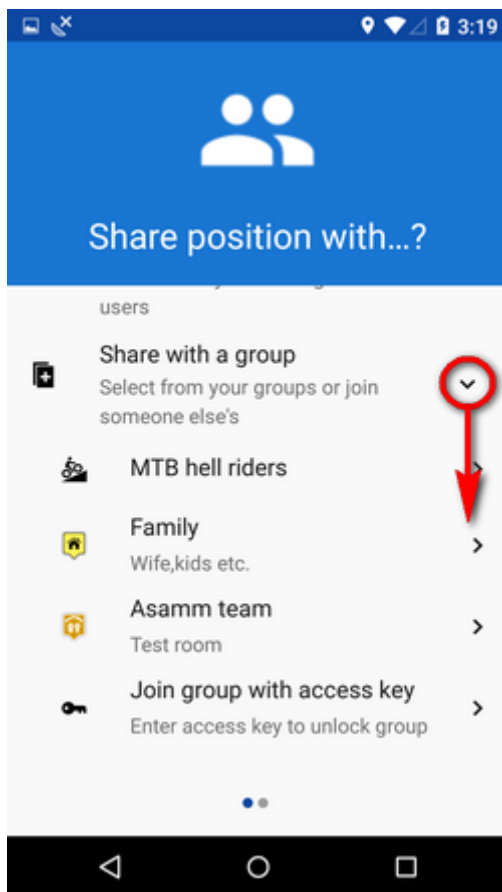 3:19
Share position with...?
users
Share with a group
Select from your groups or join
someone else's
MTB hell riders
Family
Wife,kids etc.
Asamm team
Test room
Join group with access key
Enter access key to unlock group